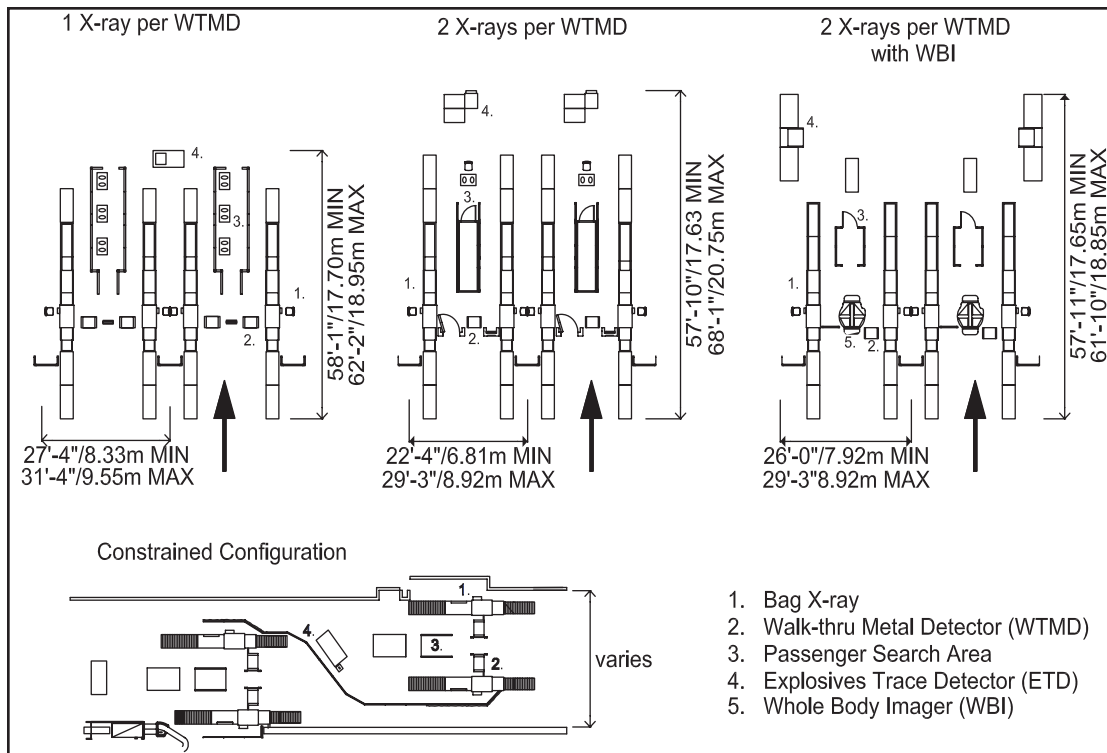 1 X-ray per WTMD
2 X-rays per WTMD
2 X-rays per WTMD
with WBI
4.
3.
1.
2.
58'-1"/17.70m MIN
62'-2"/18.95m MAX
27'-4"/8.33m MIN
31'-4"/9.55m MAX
4.
3.
1.
2.
57'-10"/17.63 MIN
68'-1"/20.75m MAX
22'-4"/6.81m MIN
29'-3"/8.92m MAX
4.
3.
1.
5.
2.
57'-11"/17.65m MIN
61'-10"/18.85m MAX
26'-0"/7.92m MIN
29'-3"8.92m MAX
Constrained Configuration
1.
4.
3.
2.
varies
1. Bag X-ray
2. Walk-thru Metal Detector (WTMD)
3. Passenger Search Area
4. Explosives Trace Detector (ETD)
5. Whole Body Imager (WBI)